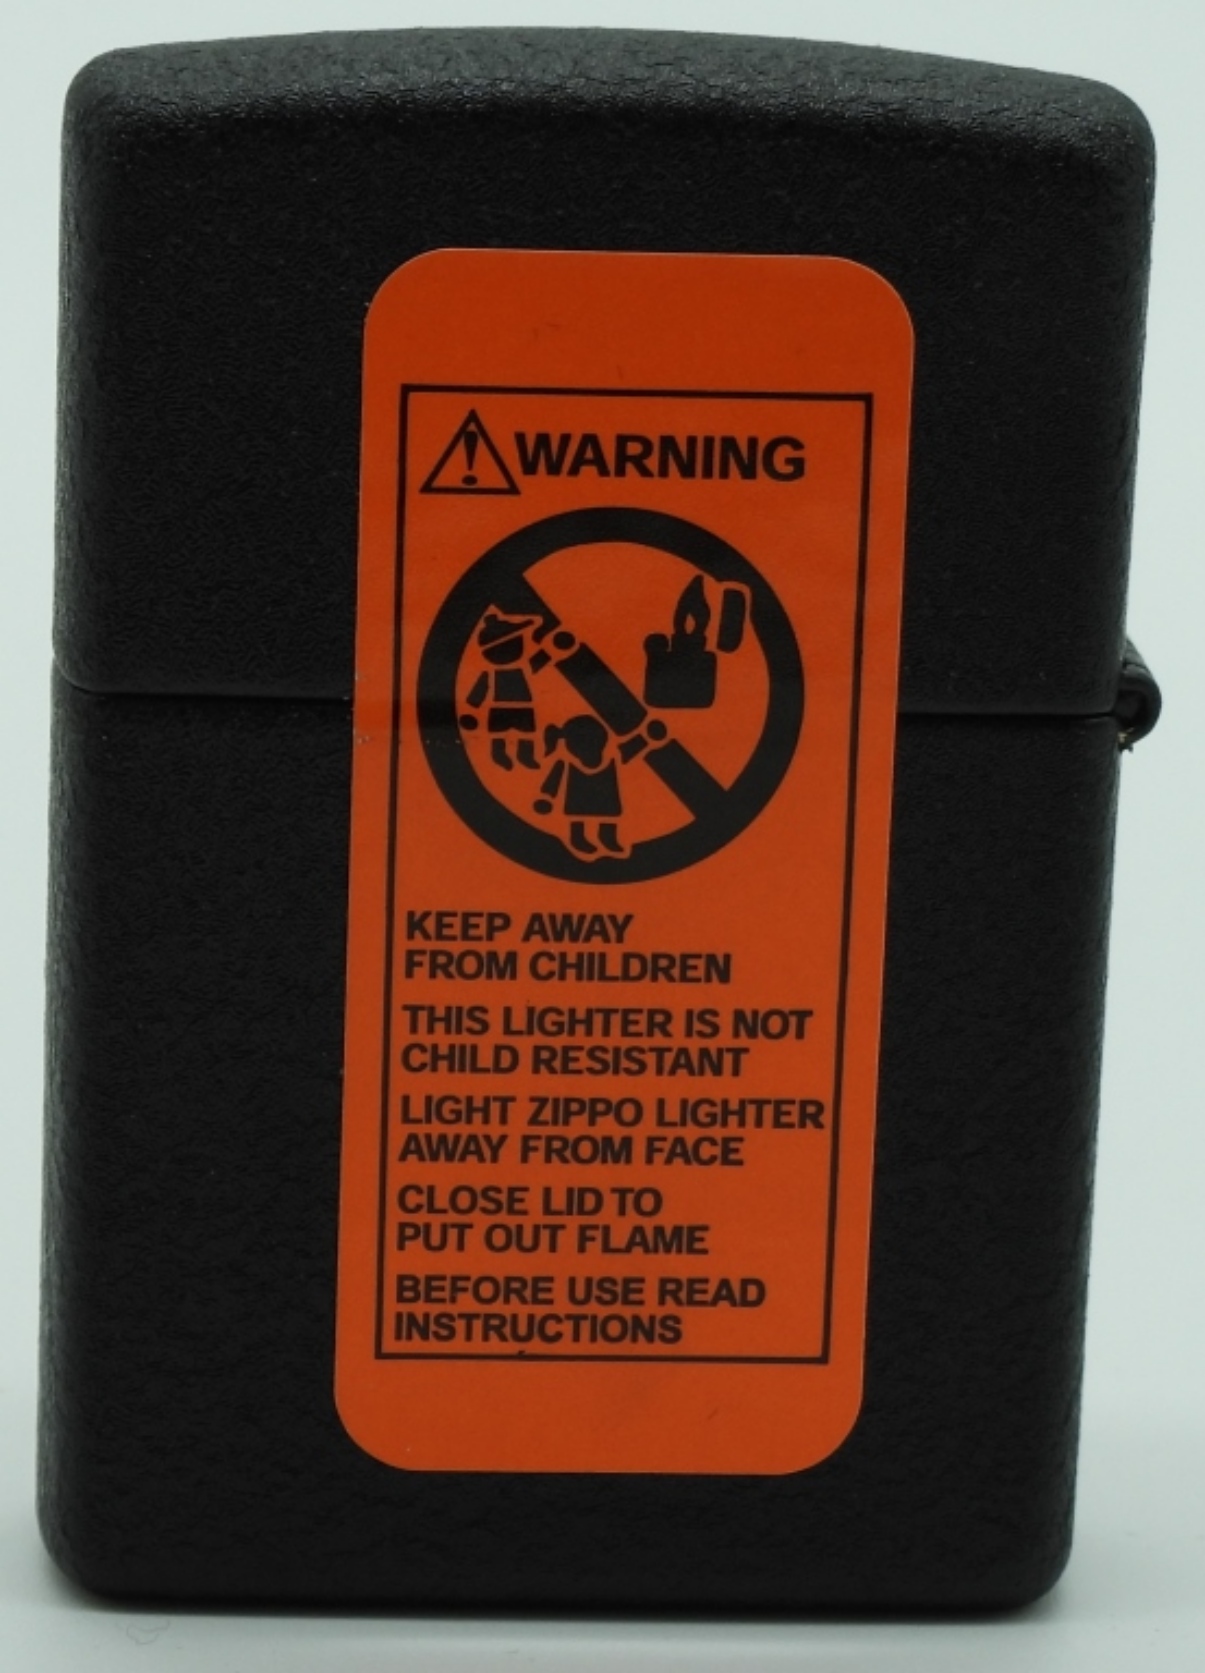 WARNING
KEEP AWAY
FROM CHILDREN
THIS LIGHTER IS NOT
CHILD RESISTANT
LIGHT ZIPPO LIGHTER
AWAY FROM FACE
CLOSE LID TO
PUT OUT FLAME
BEFORE USE READ
INSTRUCTIONS